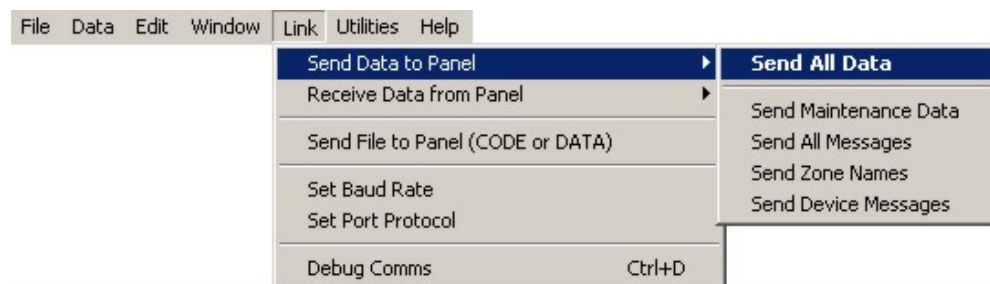 File Data Edit Window Link Utilities Help
Send Data to Panel
Receive Data from Panel
Send File to Panel (CODE or DATA)
Set Baud Rate
Set Port Protocol
Debug Comms Ctrl+D
Send All Data
Send Maintenance Data
Send All Messages
Send Zone Names
Send Device Messages